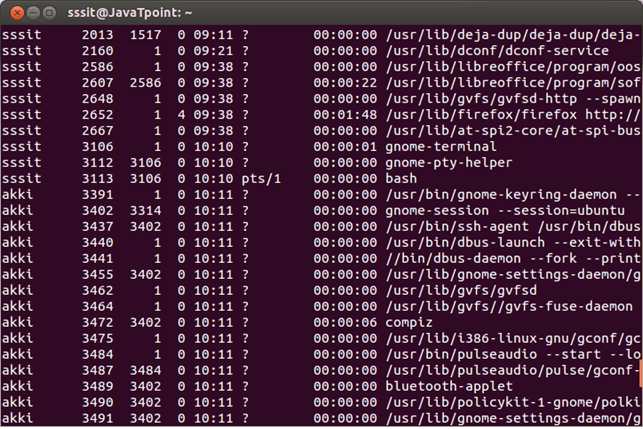 sssit@JavaTpoint: ~
sssit 2013 1517 0 09:11 ? 00:00:00 /usr/lib/deja-dup/deja-dup/deja-
sssit 2160 1 0 09:21 ? 00:00:00 /usr/lib/dconf/dconf-service
sssit 2586 1 0 09:38 ? 00:00:00 /usr/lib/libreoffice/program/oos
sssit 2607 2586 0 09:38 ? 00:00:22 /usr/lib/libreoffice/program/sof
sssit 2648 1 0 09:38 ? 00:00:00 /usr/lib/gvfs/gvfsd-http --spawn
sssit 2652 1 4 09:38 ? 00:01:48 /usr/lib/firefox/firefox http://
sssit 2667 1 0 09:38 ? 00:00:00 /usr/lib/at-spi2-core/at-spi-bus
sssit 3106 1 0 10:10 ? 00:00:01 gnome-terminal
sssit 3112 3106 0 10:10 ? 00:00:00 gnome-pty-helper
sssit 3113 3106 0 10:10 pts/1 00:00:00 bash
akki 3391 1 0 10:11 ? 00:00:00 /usr/bin/gnome-keyring-daemon --
akki 3402 3314 0 10:11 ? 00:00:00 gnome-session --session=ubuntu
akki 3437 3402 0 10:11 ? 00:00:00 /usr/bin/ssh-agent /usr/bin/dbus
akki 3440 1 0 10:11 ? 00:00:00 /usr/bin/dbus-launch --exit-with
akki 3441 1 0 10:11 ? 00:00:00 //bin/dbus-daemon --fork --print
akki 3455 3402 0 10:11 ? 00:00:00 /usr/lib/gnome-settings-daemon/g
akki 3462 1 0 10:11 ? 00:00:00 /usr/lib/gvfs/gvfsd
akki 3464 1 0 10:11 ? 00:00:00 /usr/lib/gvfs//gvfs-fuse-daemon
akki 3472 3402 0 10:11 ? 00:00:06 compiz
akki 3475 1 0 10:11 ? 00:00:00 /usr/lib/i386-linux-gnu/gconf/gc
akki 3484 1 0 10:11 ? 00:00:00 /usr/bin/pulseaudio --start --lo
akki 3487 3484 0 10:11 ? 00:00:00 /usr/lib/pulseaudio/pulse/gconf-
akki 3489 3402 0 10:11 ? 00:00:00 bluetooth-applet
akki 3490 3402 0 10:11 ? 00:00:00 /usr/lib/policykit-1-gnome/polki
akki 3491 3402 0 10:11 ? 00:00:00 /usr/lib/gnome-settings-daemon/g